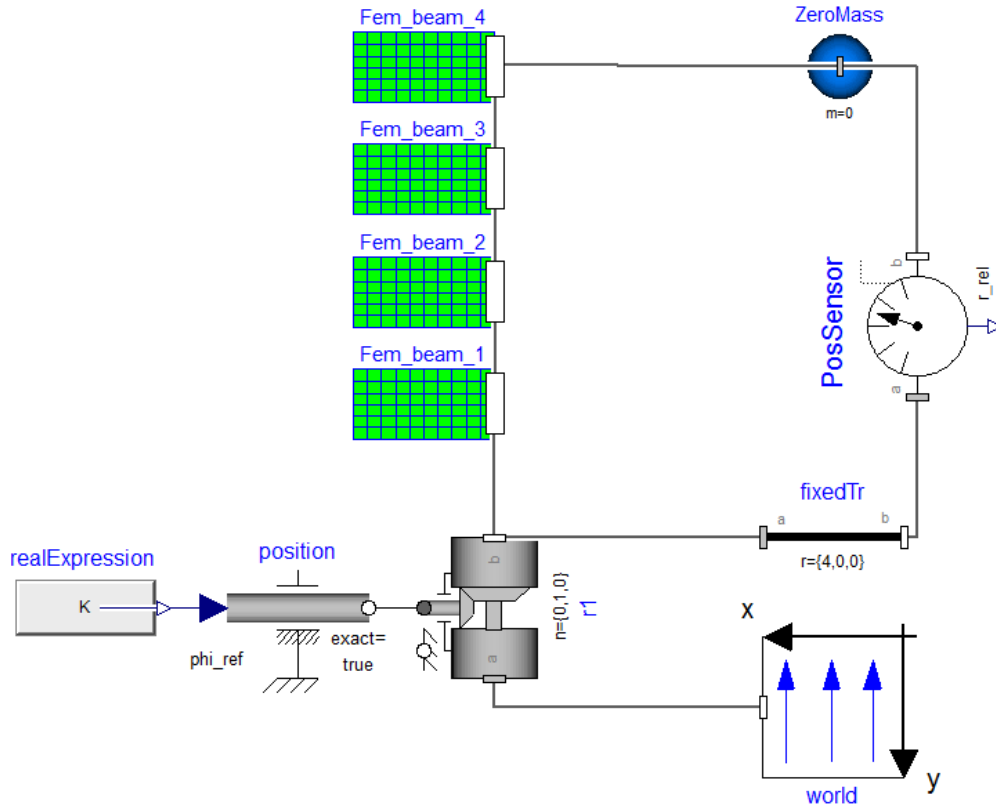 Fem_beam_4
ZeroMass
m=0
Fem_beam_3
Fem_beam_2
b
PosSensor
r_rel
a
Fem_beam_1
fixedTr
a
b
r={4,0,0}
realExpression
K
position
phi_ref
exact=
true
b
a
n={0,1,0}
r1
x
y
world